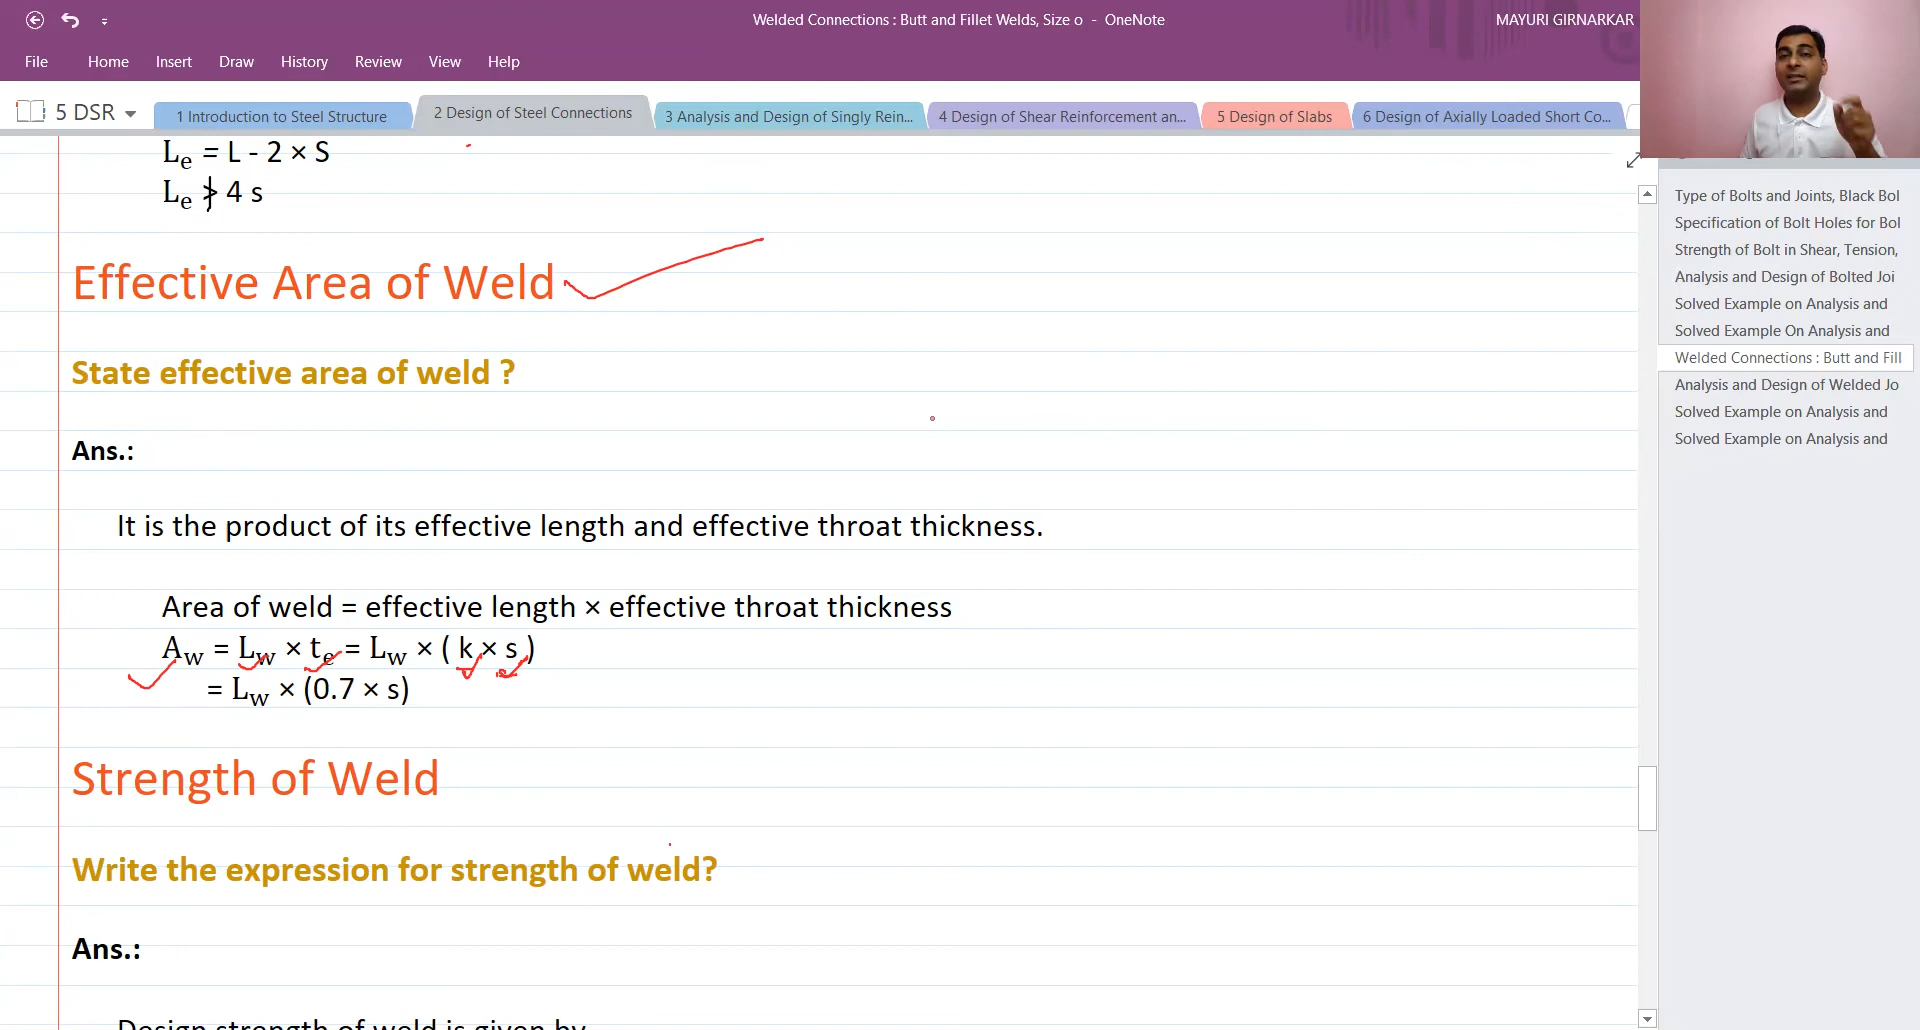 Welded Connections : Butt and Fillet Welds, Size o - OneNote
MAYURI GIRNARKAR
File Home Insert Draw History Review View Help
5 DSR
1 Introduction to Steel Structure
2 Design of Steel Connections
3 Analysis and Design of Singly Rein...
4 Design of Shear Reinforcement an...
5 Design of Slabs
6 Design of Axially Loaded Short Co...
Le = L - 2 × S
Le ≯ 4 s
Effective Area of Weld
State effective area of weld ?
Ans.:
It is the product of its effective length and effective throat thickness.
Area of weld = effective length × effective throat thickness
Aw = Lw × te = Lw × ( k × s )
= Lw × (0.7 × s)
Strength of Weld
Write the expression for strength of weld?
Ans.:
Design strength of weld is given by
Type of Bolts and Joints, Black Bol
Specification of Bolt Holes for Bol
Strength of Bolt in Shear, Tension,
Analysis and Design of Bolted Joi
Solved Example on Analysis and
Solved Example On Analysis and
Welded Connections : Butt and Fill
Analysis and Design of Welded Jo
Solved Example on Analysis and
Solved Example on Analysis and